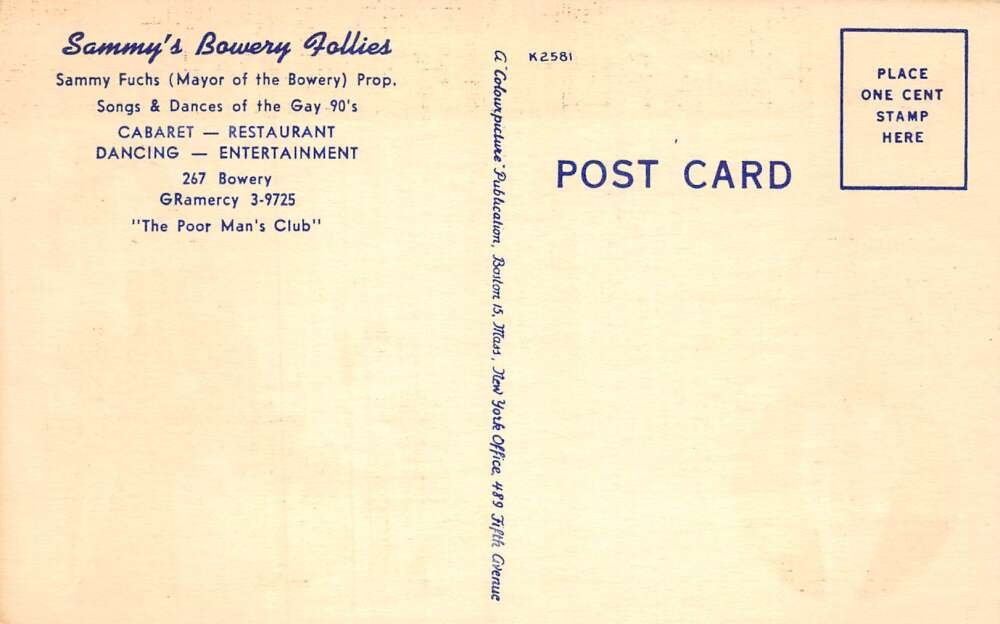 Sammy's Bowery Follies
Sammy Fuchs (Mayor of the Bowery) Prop.
Songs & Dances of the Gay 90's
CABARET — RESTAURANT
DANCING — ENTERTAINMENT
267 Bowery
GRamercy 3-9725
"The Poor Man's Club"
A "Colourpicture" Publication, Boston 15, Mass, New York Office, 489 Fifth Avenue
K2581
POST CARD
PLACE
ONE CENT
STAMP
HERE